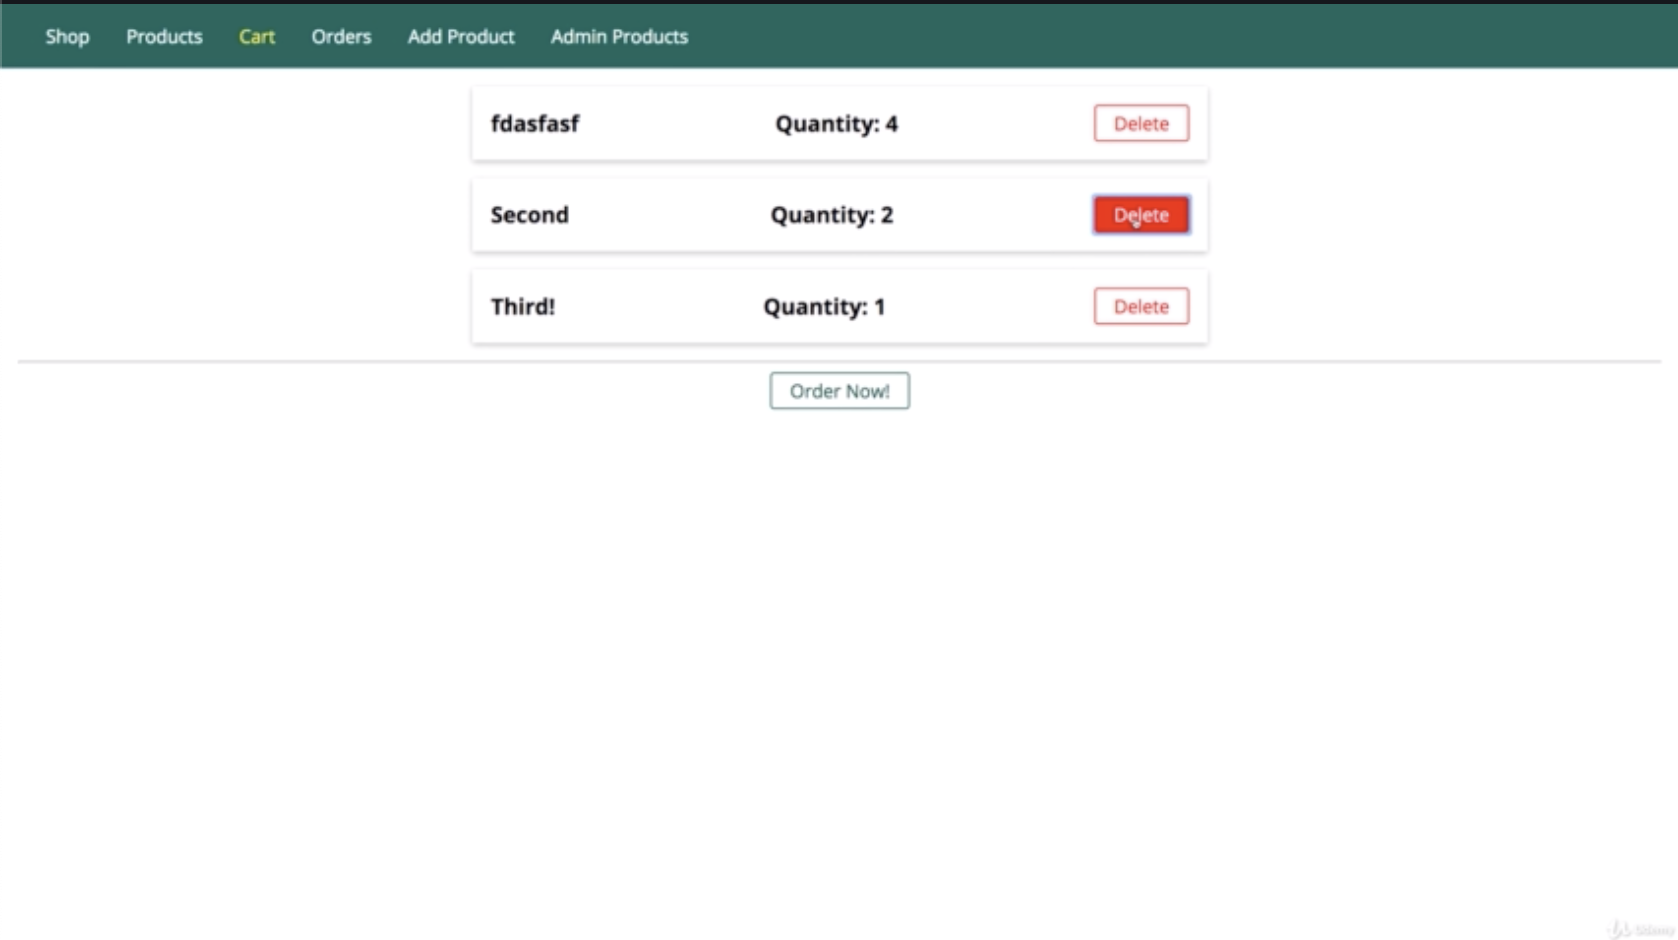 Shop Products Cart Orders Add Product Admin Products
fdasfasf Quantity: 4 Delete
Second Quantity: 2 Delete
Third! Quantity: 1 Delete
Order Now!
Udemy